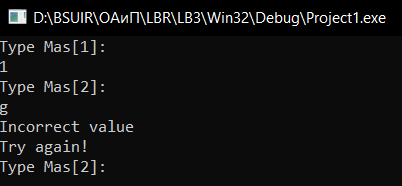 D:\BSUIR\ОАиП\LBR\LB3\Win32\Debug\Project1.exe
Type Mas[1]:
1
Type Mas[2]:
g
Incorrect value
Try again!
Type Mas[2]: